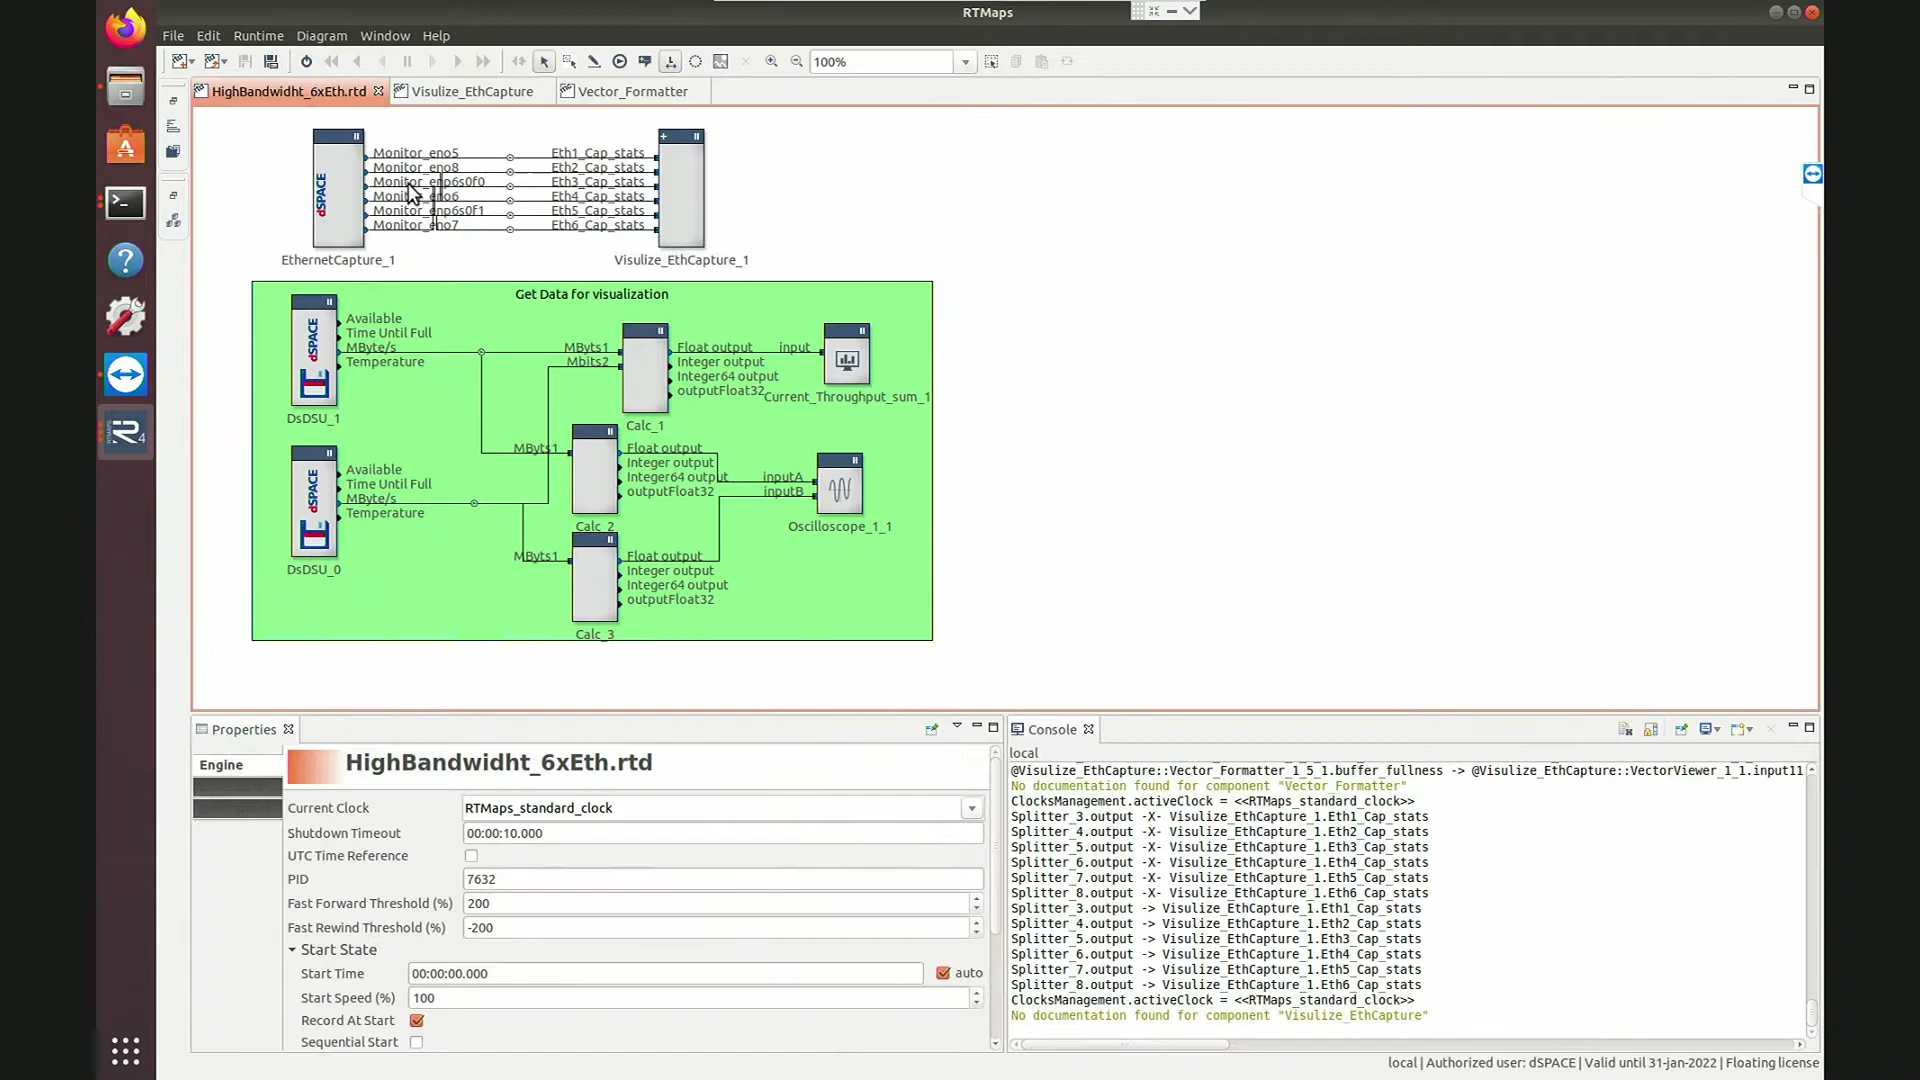 RTMaps
File Edit Runtime Diagram Window Help
100%
HighBandwidht_6xEth.rtd Visulize_EthCapture Vector_Formatter
Monitor_eno5 Eth1_Cap_stats
Monitor_eno8 Eth2_Cap_stats
Monitor_enp6s0f0 Eth3_Cap_stats
Monitor_eno6 Eth4_Cap_stats
Monitor_enp6s0f1 Eth5_Cap_stats
Monitor_eno7 Eth6_Cap_stats
dSPACE
EthernetCapture_1 Visulize_EthCapture_1
Get Data for visualization
dSPACE
Available
Time Until Full
MByte/s
Temperature
DsDSU_1
MByts1
Mbits2
Float output
Integer output
Integer64 output
outputFloat32
Calc_1
input
Current_Throughput_sum_1
dSPACE
Available
Time Until Full
MByte/s
Temperature
DsDSU_0
MByts1
Float output
Integer output
Integer64 output
outputFloat32
Calc_2
inputA
inputB
Oscilloscope_1_1
MByts1
Float output
Integer output
Integer64 output
outputFloat32
Calc_3
RTMAPS
4
Properties
Engine
HighBandwidht_6xEth.rtd
Current Clock RTMaps_standard_clock
Shutdown Timeout 00:00:10.000
UTC Time Reference
PID 7632
Fast Forward Threshold (%) 200
Fast Rewind Threshold (%) -200
Start State
Start Time 00:00:00.000 auto
Start Speed (%) 100
Record At Start
Sequential Start
Console
local
@Visulize_EthCapture::Vector_Formatter_1_5_1.buffer_fullness -> @Visulize_EthCapture::VectorViewer_1_1.input11
No documentation found for component "Vector_Formatter"
ClocksManagement.activeClock = <<RTMaps_standard_clock>>
Splitter_3.output -X- Visulize_EthCapture_1.Eth1_Cap_stats
Splitter_4.output -X- Visulize_EthCapture_1.Eth2_Cap_stats
Splitter_5.output -X- Visulize_EthCapture_1.Eth3_Cap_stats
Splitter_6.output -X- Visulize_EthCapture_1.Eth4_Cap_stats
Splitter_7.output -X- Visulize_EthCapture_1.Eth5_Cap_stats
Splitter_8.output -X- Visulize_EthCapture_1.Eth6_Cap_stats
Splitter_3.output -> Visulize_EthCapture_1.Eth1_Cap_stats
Splitter_4.output -> Visulize_EthCapture_1.Eth2_Cap_stats
Splitter_5.output -> Visulize_EthCapture_1.Eth3_Cap_stats
Splitter_6.output -> Visulize_EthCapture_1.Eth4_Cap_stats
Splitter_7.output -> Visulize_EthCapture_1.Eth5_Cap_stats
Splitter_8.output -> Visulize_EthCapture_1.Eth6_Cap_stats
ClocksManagement.activeClock = <<RTMaps_standard_clock>>
No documentation found for component "Visulize_EthCapture"
local | Authorized user: dSPACE | Valid until 31-jan-2022 | Floating license